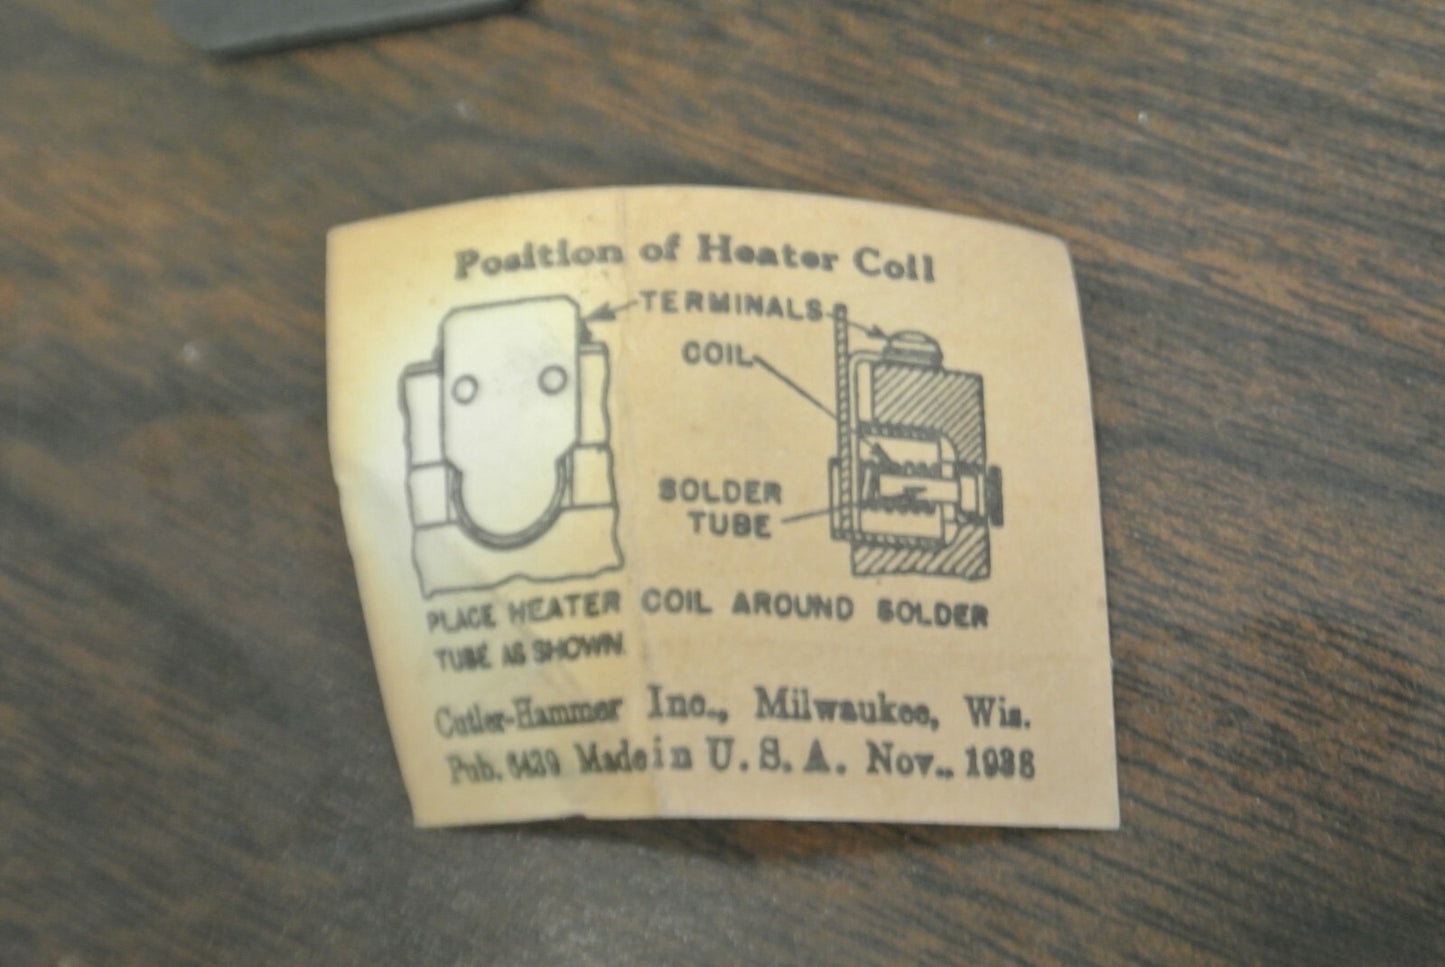 Position of Heater Coil
TERMINALS
COIL
SOLDER
TUBE
PLACE HEATER COIL AROUND SOLDER
TUBE AS SHOWN.
Cutler-Hammer Inc., Milwaukee, Wis.
Pub. 6439 Made in U. S. A. Nov., 1938